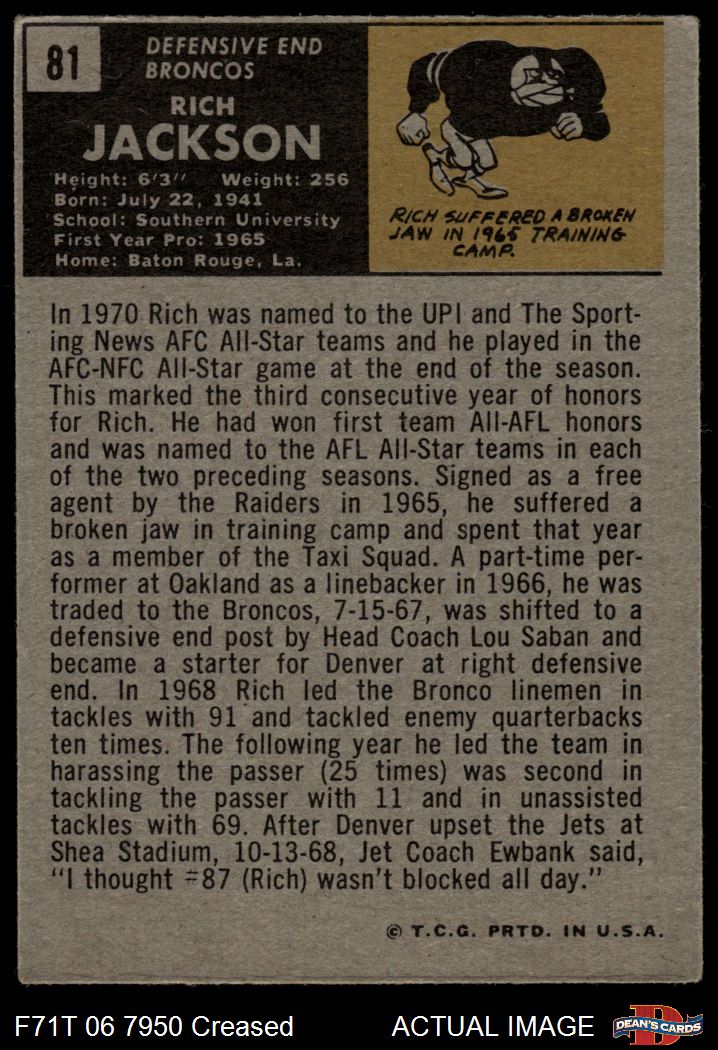 81
DEFENSIVE END
BRONCOS
RICH
JACKSON
Height: 6'3" Weight: 256
Born: July 22, 1941
School: Southern University
First Year Pro: 1965
Home: Baton Rouge, La.
RICH SUFFERED A BROKEN
JAW IN 1965 TRAINING
CAMP.
In 1970 Rich was named to the UPI and The Sport-
ing News AFC All-Star teams and he played in the
AFC-NFC All-Star game at the end of the season.
This marked the third consecutive year of honors
for Rich. He had won first team All-AFL honors
and was named to the AFL All-Star teams in each
of the two preceding seasons. Signed as a free
agent by the Raiders in 1965, he suffered a
broken jaw in training camp and spent that year
as a member of the Taxi Squad. A part-time per-
former at Oakland as a linebacker in 1966, he was
traded to the Broncos, 7-15-67, was shifted to a
defensive end post by Head Coach Lou Saban and
became a starter for Denver at right defensive
end. In 1968 Rich led the Bronco linemen in
tackles with 91 and tackled enemy quarterbacks
ten times. The following year he led the team in
harassing the passer (25 times) was second in
tackling the passer with 11 and in unassisted
tackles with 69. After Denver upset the Jets at
Shea Stadium, 10-13-68, Jet Coach Ewbank said,
"I thought #87 (Rich) wasn't blocked all day."
© T.C.G. PRTD. IN U.S.A.
F71T 06 7950 Creased ACTUAL IMAGE DEAN'S CARDS